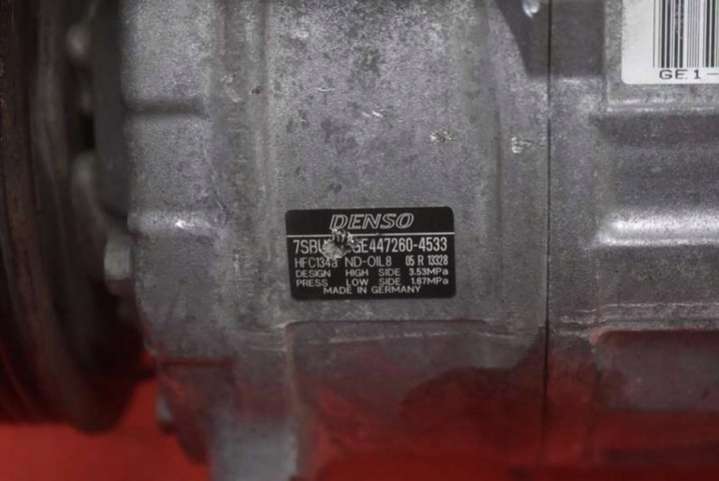 GE1-
DENSO
GE447260-4533
HFC134a ND-OIL8 05 R 13328
DESIGN HIGH SIDE 3.53MPa
PRESS LOW SIDE 1.67MPa
MADE IN GERMANY